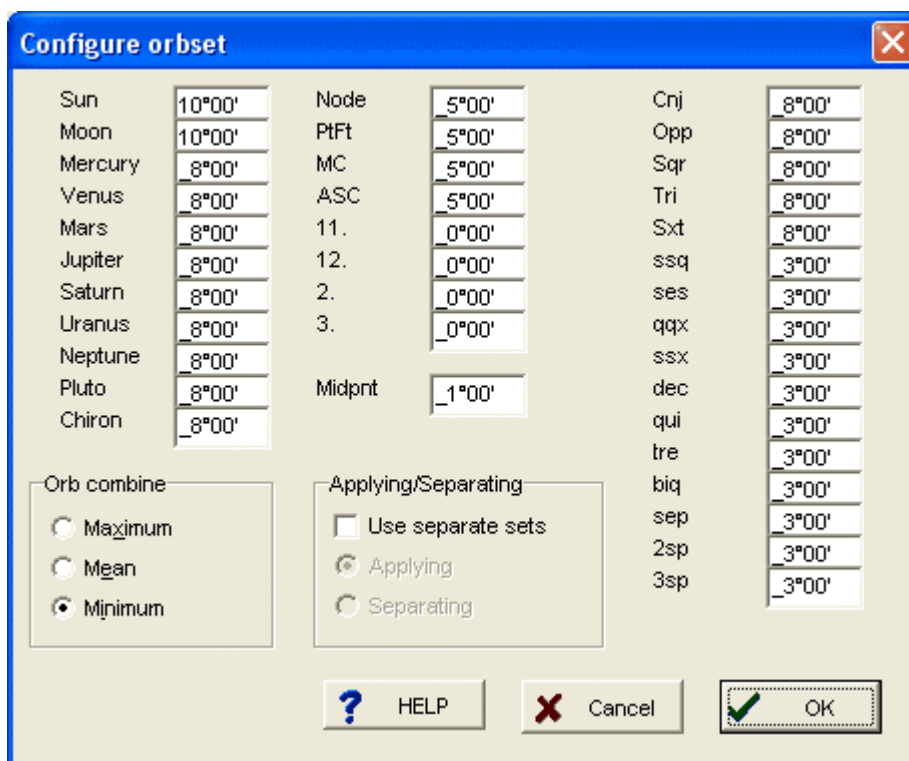 Configure orbset
Sun 10°00'
Moon 10°00'
Mercury _8°00'
Venus _8°00'
Mars _8°00'
Jupiter _8°00'
Saturn _8°00'
Uranus _8°00'
Neptune _8°00'
Pluto _8°00'
Chiron _8°00'
Node _5°00'
PtFt _5°00'
MC _5°00'
ASC _5°00'
11. _0°00'
12. _0°00'
2. _0°00'
3. _0°00'
Midpnt _1°00'
Cnj _8°00'
Opp _8°00'
Sqr _8°00'
Tri _8°00'
Sxt _8°00'
ssq _3°00'
ses _3°00'
qqx _3°00'
ssx _3°00'
dec _3°00'
qui _3°00'
tre _3°00'
biq _3°00'
sep _3°00'
2sp _3°00'
3sp _3°00'
Orb combine
Maximum
Mean
Minimum
Applying/Separating
Use separate sets
Applying
Separating
? HELP
Cancel
OK